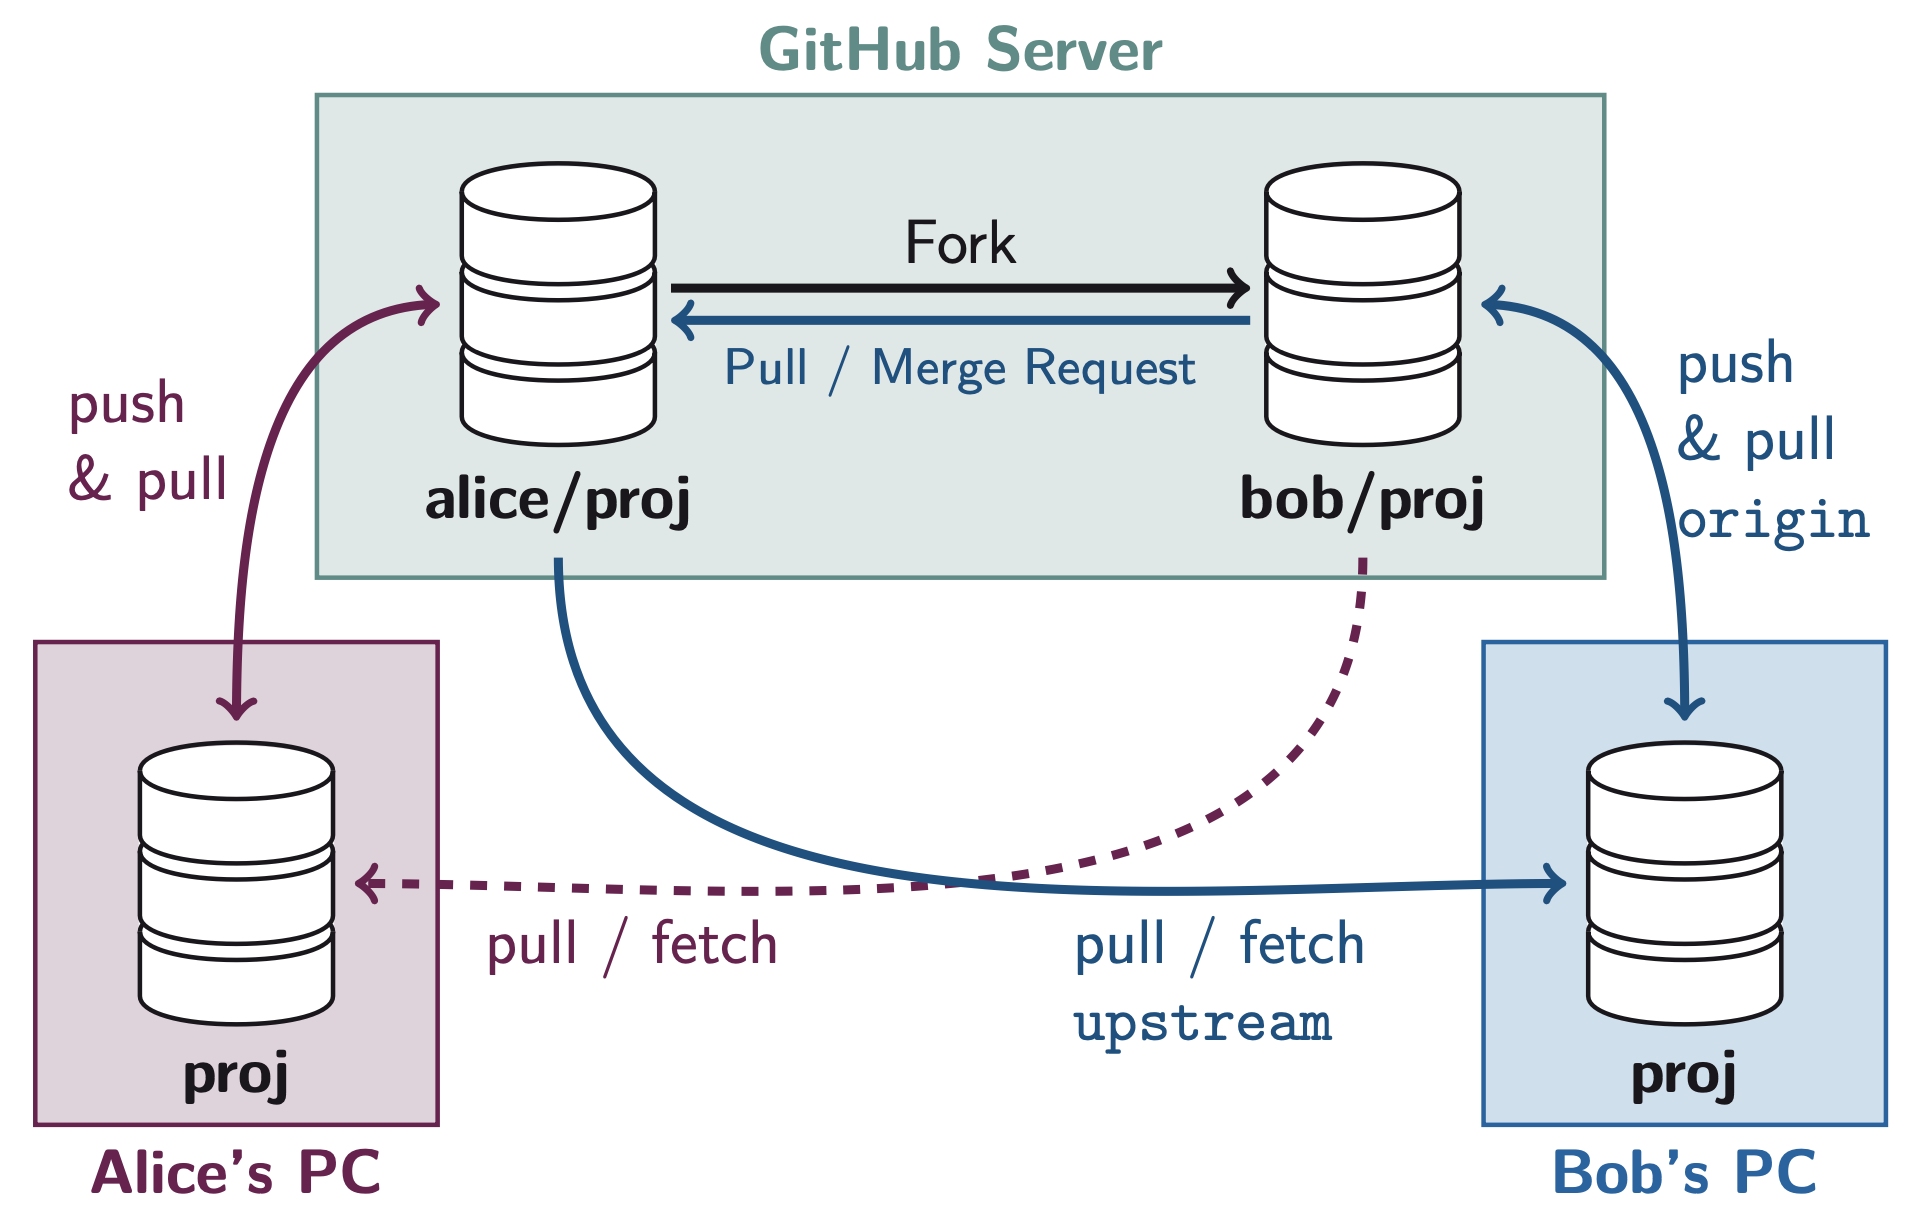 GitHub Server
Fork
Pull / Merge Request
push
& pull
alice/proj
bob/proj
push
& pull
origin
pull / fetch
pull / fetch
upstream
proj
proj
Alice's PC
Bob's PC